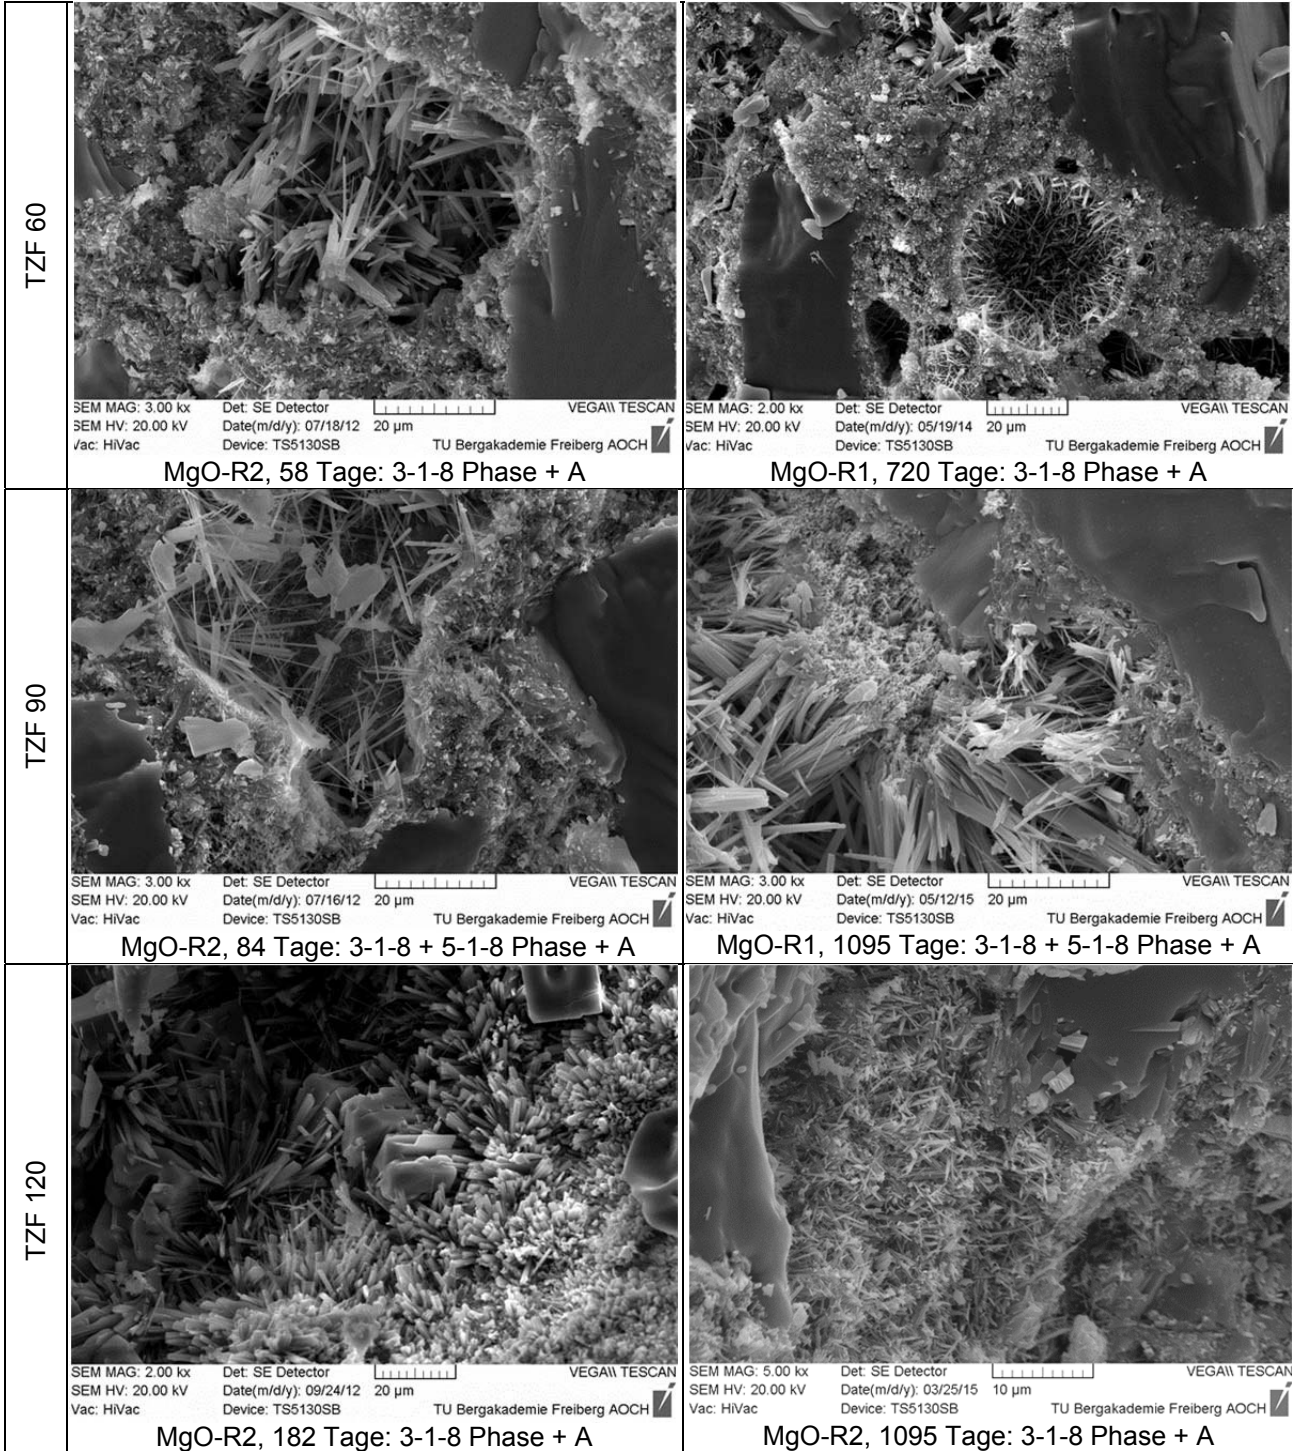 TZF 60
SEM MAG: 3.00 kx Det: SE Detector
SEM HV: 20.00 kV Date(m/d/y): 07/18/12 20 µm VEGA\\ TESCAN
Vac: HiVac Device: TS5130SB TU Bergakademie Freiberg AOCH
MgO-R2, 58 Tage: 3-1-8 Phase + A
SEM MAG: 2.00 kx Det: SE Detector
SEM HV: 20.00 kV Date(m/d/y): 05/19/14 20 µm VEGA\\ TESCAN
Vac: HiVac Device: TS5130SB TU Bergakademie Freiberg AOCH
MgO-R1, 720 Tage: 3-1-8 Phase + A
TZF 90
SEM MAG: 3.00 kx Det: SE Detector VEGA\\ TESCAN
SEM HV: 20.00 kV Date(m/d/y): 07/16/12 20 µm
Vac: HiVac Device: TS5130SB TU Bergakademie Freiberg AOCH
MgO-R2, 84 Tage: 3-1-8 + 5-1-8 Phase + A
SEM MAG: 3.00 kx Det: SE Detector VEGA\\ TESCAN
SEM HV: 20.00 kV Date(m/d/y): 05/12/15 20 µm
Vac: HiVac Device: TS5130SB TU Bergakademie Freiberg AOCH
MgO-R1, 1095 Tage: 3-1-8 + 5-1-8 Phase + A
TZF 120
SEM MAG: 2.00 kx Det: SE Detector VEGA\\ TESCAN
SEM HV: 20.00 kV Date(m/d/y): 09/24/12 20 µm
Vac: HiVac Device: TS5130SB TU Bergakademie Freiberg AOCH
MgO-R2, 182 Tage: 3-1-8 Phase + A
SEM MAG: 5.00 kx Det: SE Detector VEGA\\ TESCAN
SEM HV: 20.00 kV Date(m/d/y): 03/25/15 10 µm
Vac: HiVac Device: TS5130SB TU Bergakademie Freiberg AOCH
MgO-R2, 1095 Tage: 3-1-8 Phase + A